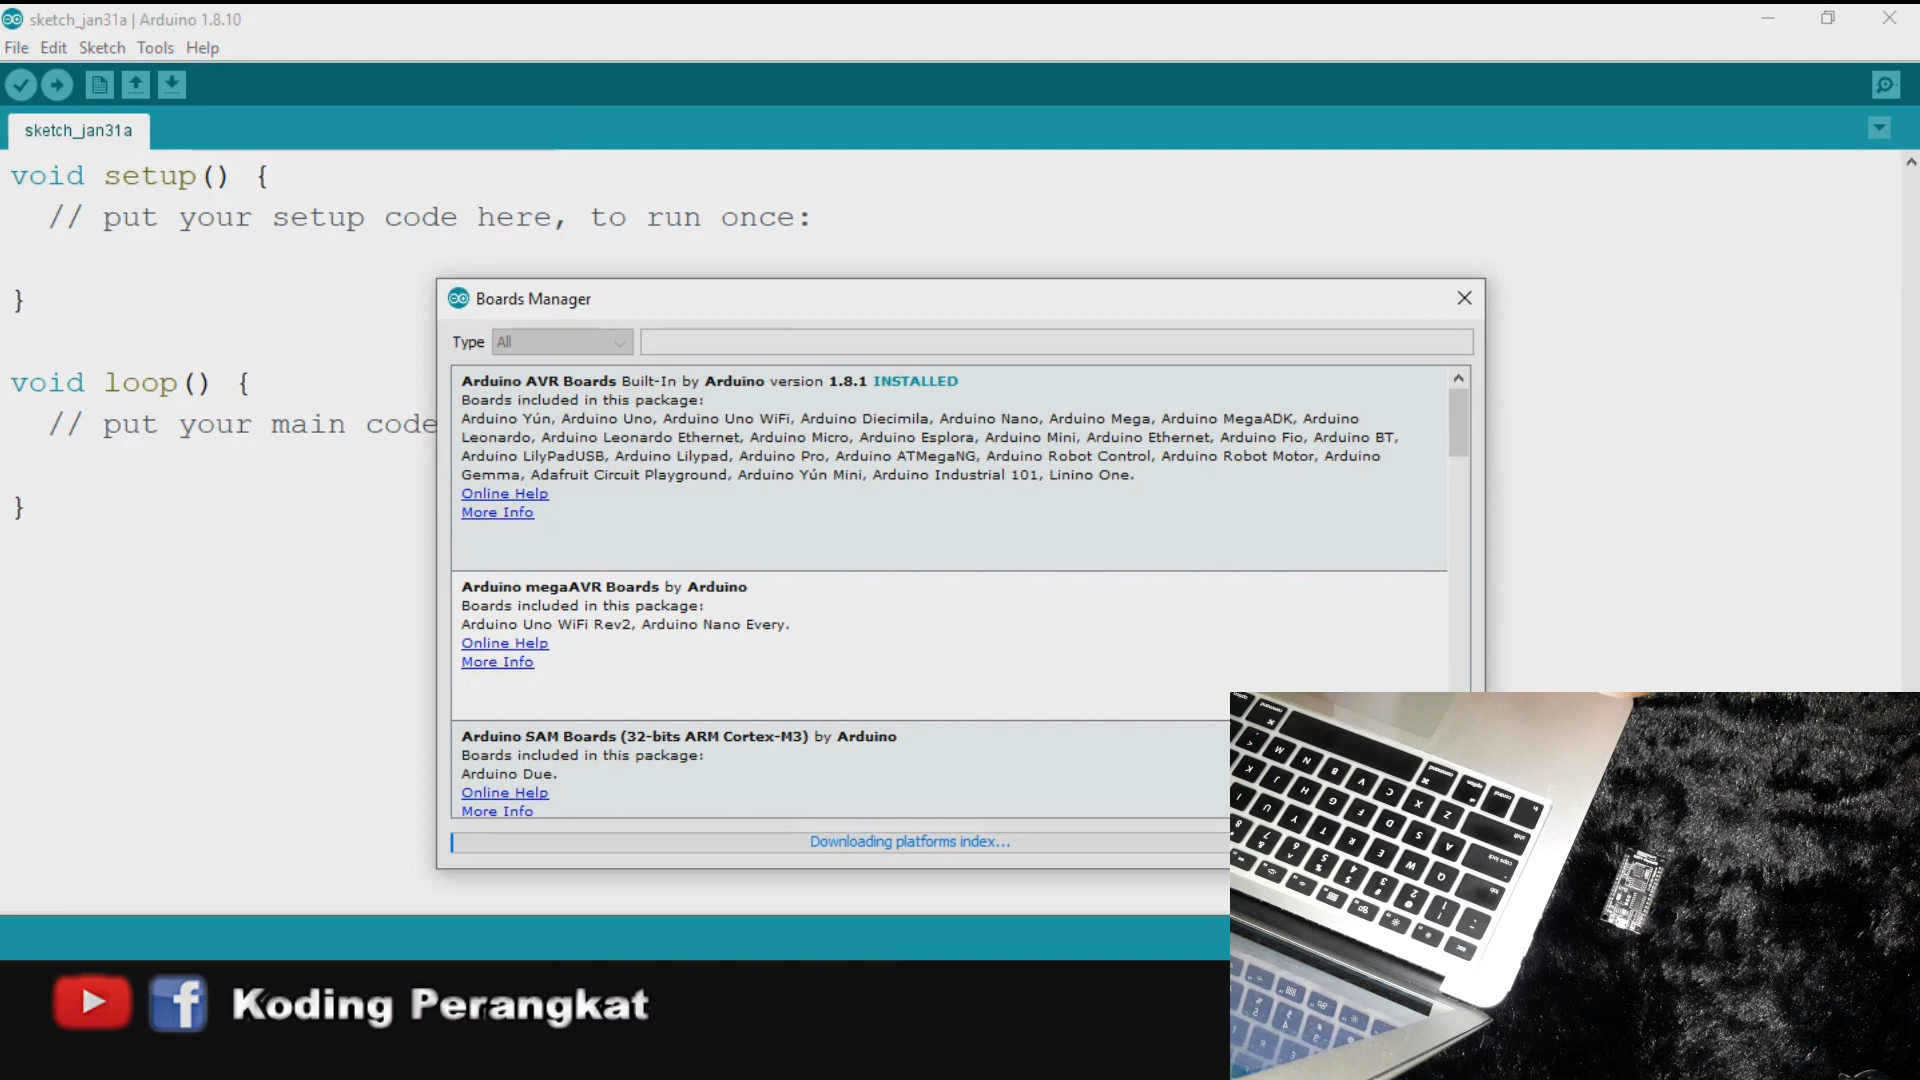 sketch_jan31a | Arduino 1.8.10
File Edit Sketch Tools Help
sketch_jan31a
void setup() {
// put your setup code here, to run once:
}
void loop() {
// put your main code
}
Boards Manager
Type All
Arduino AVR Boards Built-In by Arduino version 1.8.1 INSTALLED
Boards included in this package:
Arduino Yún, Arduino Uno, Arduino Uno WiFi, Arduino Diecimila, Arduino Nano, Arduino Mega, Arduino MegaADK, Arduino
Leonardo, Arduino Leonardo Ethernet, Arduino Micro, Arduino Esplora, Arduino Mini, Arduino Ethernet, Arduino Fio, Arduino BT,
Arduino LilyPadUSB, Arduino Lilypad, Arduino Pro, Arduino ATMegaNG, Arduino Robot Control, Arduino Robot Motor, Arduino
Gemma, Adafruit Circuit Playground, Arduino Yún Mini, Arduino Industrial 101, Linino One.
Online Help
More Info
Arduino megaAVR Boards by Arduino
Boards included in this package:
Arduino Uno WiFi Rev2, Arduino Nano Every.
Online Help
More Info
Arduino SAM Boards (32-bits ARM Cortex-M3) by Arduino
Boards included in this package:
Arduino Due.
Online Help
More Info
Downloading platforms index...
Koding Perangkat